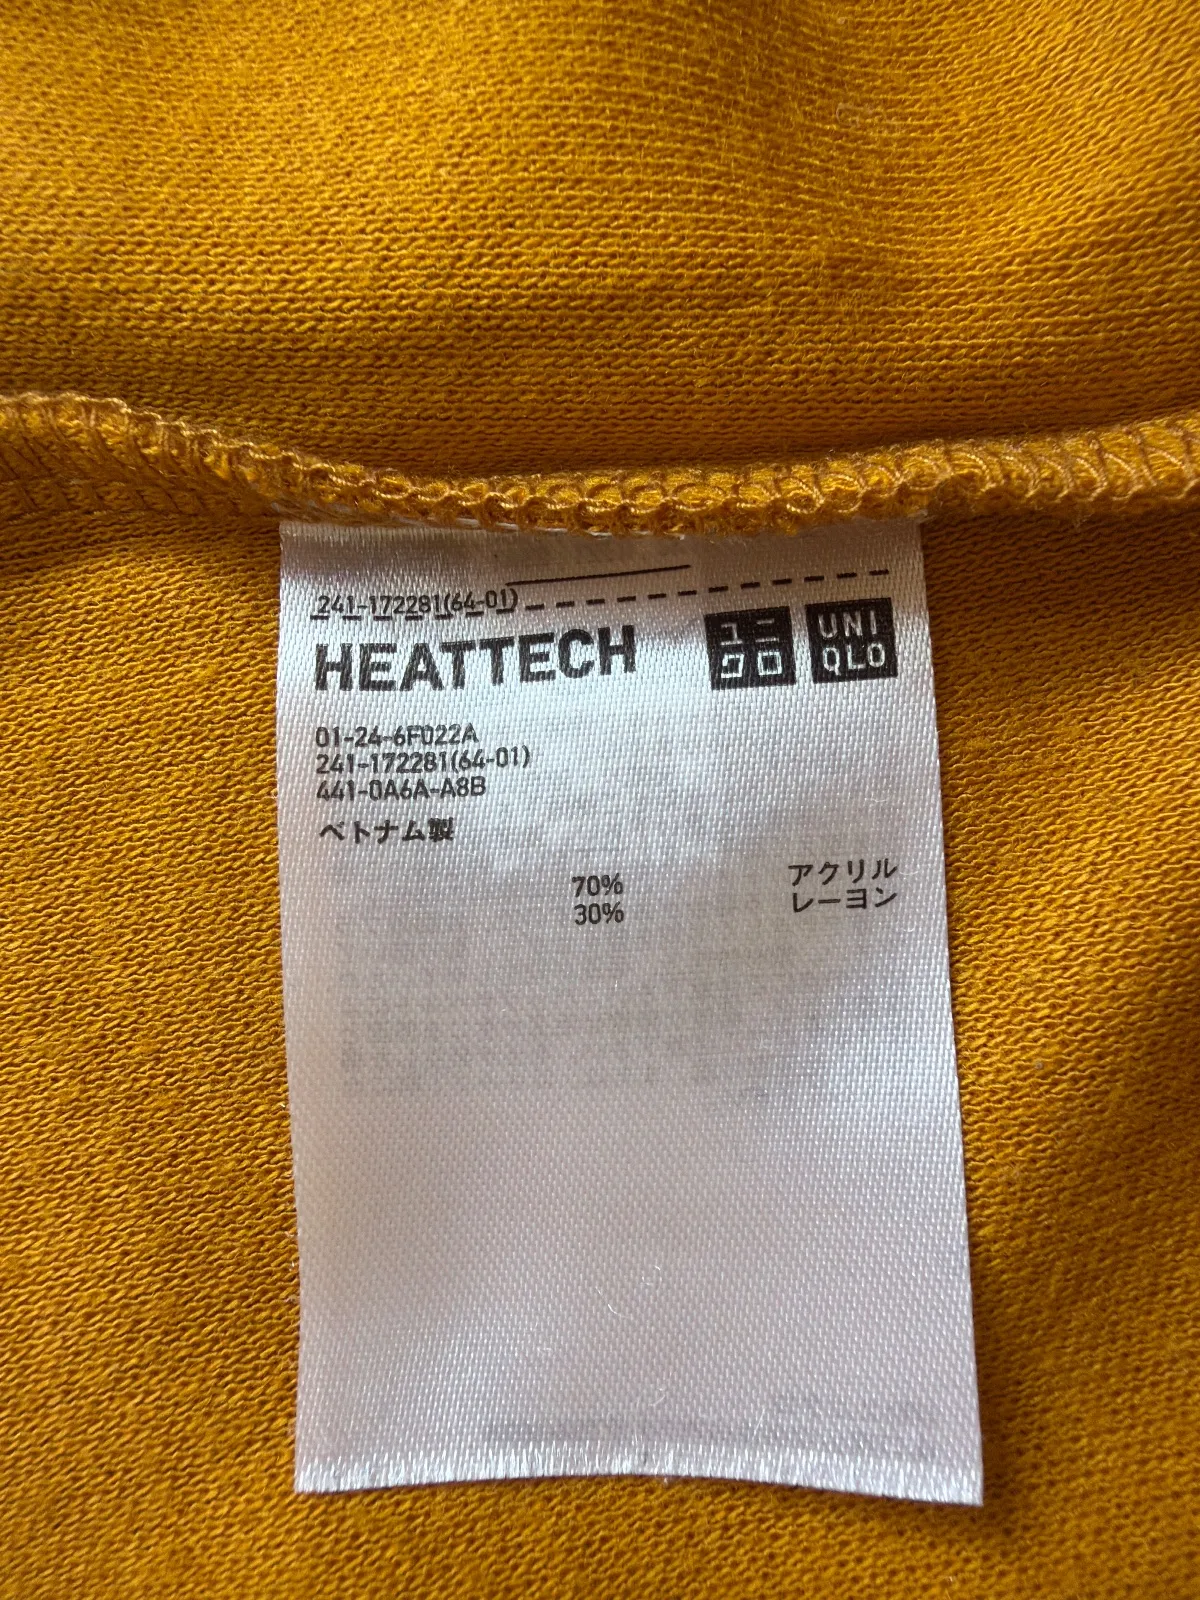 241-172281(64-01)
HEATTECH
ユニ
クロ
UNI
QLO
01-24-6F022A
241-172281(64-01)
441-0A6A-A8B
ベトナム製
70% アクリル
30% レーヨン